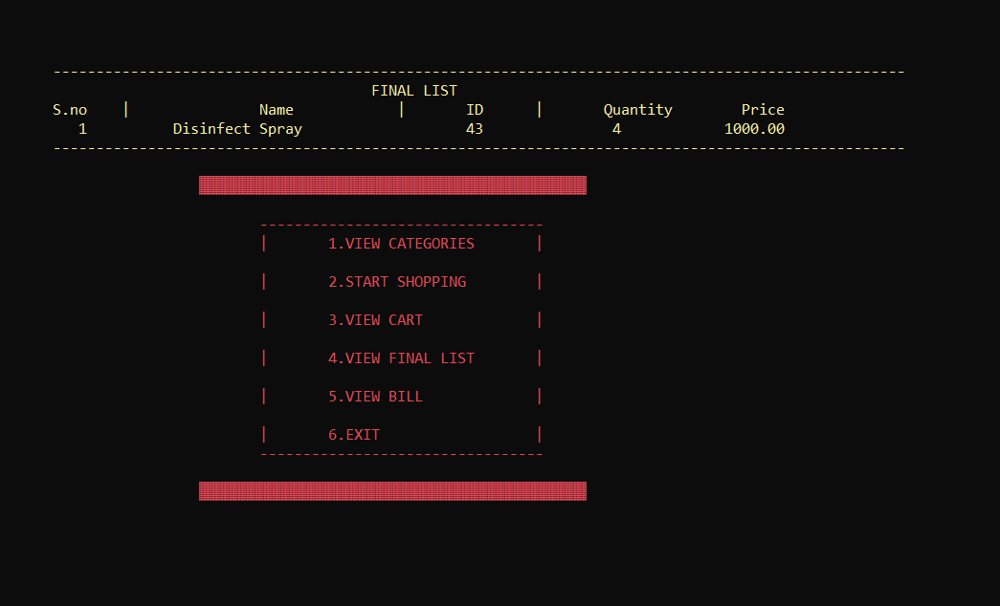 FINAL LIST
S.no | Name | ID | Quantity Price
1 Disinfect Spray 43 4 1000.00
| 1.VIEW CATEGORIES |
| 2.START SHOPPING |
| 3.VIEW CART |
| 4.VIEW FINAL LIST |
| 5.VIEW BILL |
| 6.EXIT |